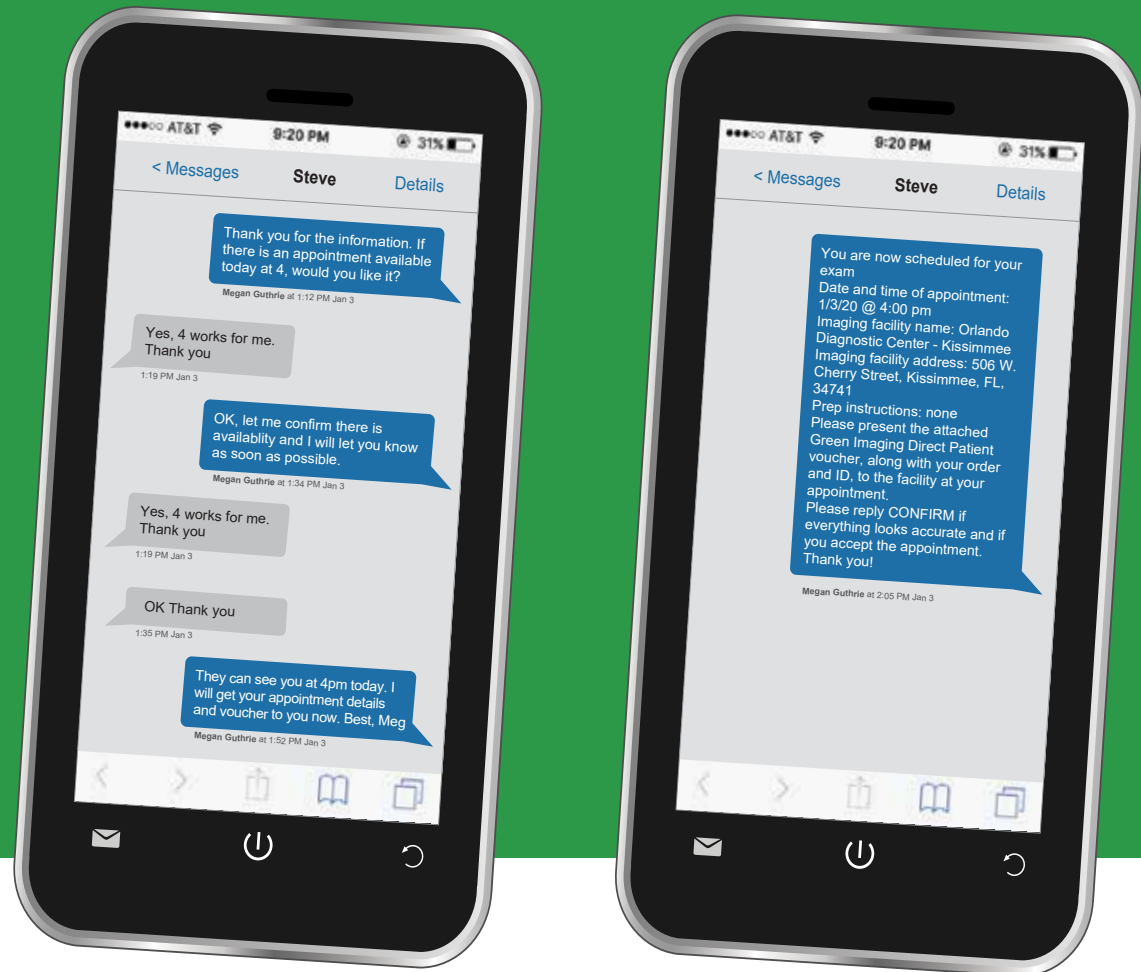 AT&T 9:20 PM 31%
< Messages Steve Details
Thank you for the information. If
there is an appointment available
today at 4, would you like it?
Megan Guthrie at 1:12 PM Jan 3
Yes, 4 works for me.
Thank you
1:19 PM Jan 3
OK, let me confirm there is
availablity and I will let you know
as soon as possible.
Megan Guthrie at 1:34 PM Jan 3
Yes, 4 works for me.
Thank you
1:19 PM Jan 3
OK Thank you
1:35 PM Jan 3
They can see you at 4pm today. I
will get your appointment details
and voucher to you now. Best, Meg
Megan Guthrie at 1:52 PM Jan 3
AT&T 9:20 PM 31%
< Messages Steve Details
You are now scheduled for your
exam
Date and time of appointment:
1/3/20 @ 4:00 pm
Imaging facility name: Orlando
Diagnostic Center - Kissimmee
Imaging facility address: 506 W.
Cherry Street, Kissimmee, FL,
34741
Prep instructions: none
Please present the attached
Green Imaging Direct Patient
voucher, along with your order
and ID, to the facility at your
appointment.
Please reply CONFIRM if
everything looks accurate and if
you accept the appointment.
Thank you!
Megan Guthrie at 2:05 PM Jan 3